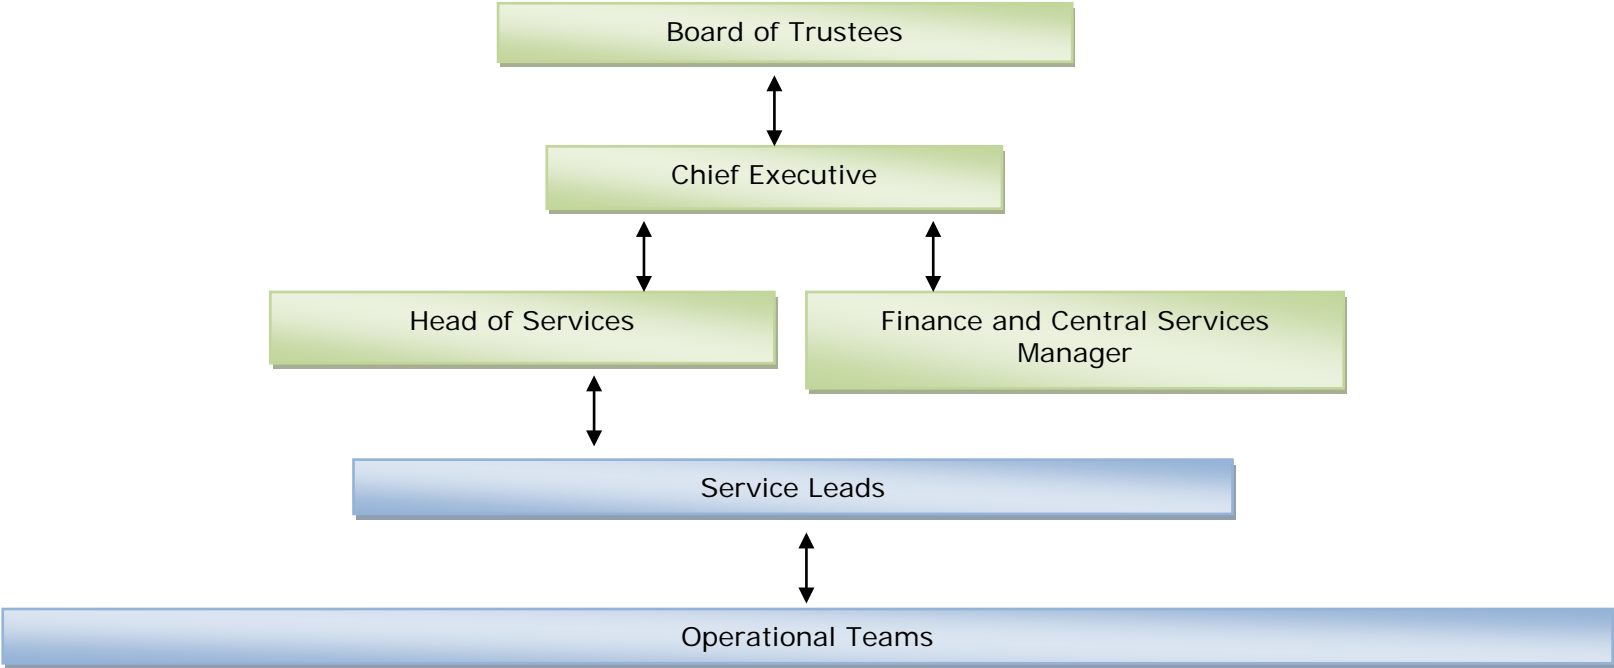 Board of Trustees
Chief Executive
Head of Services
Finance and Central Services
Manager
Service Leads
Operational Teams